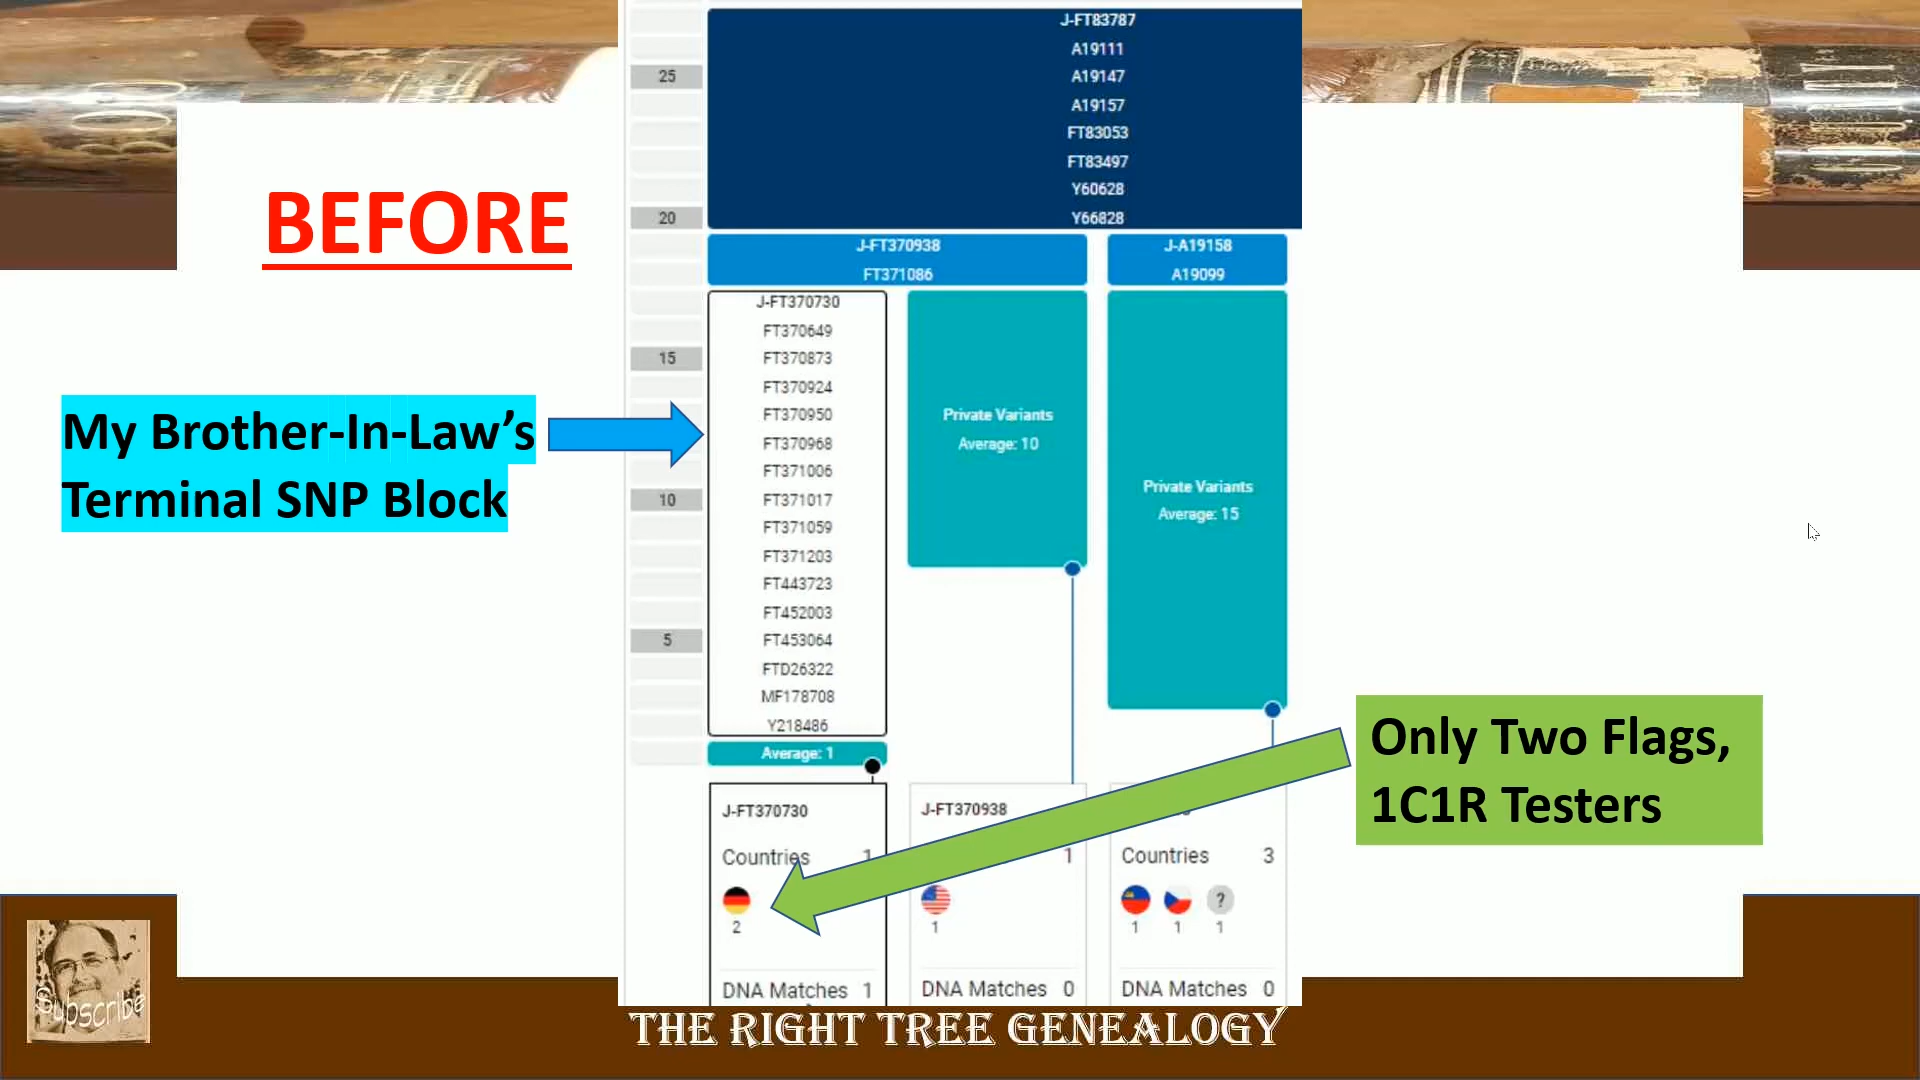 BEFORE
My Brother-In-Law's
Terminal SNP Block
25
20
15
10
5
J-FT83787
A19111
A19147
A19157
FT83053
FT83497
Y60628
Y66828
J-FT370938
FT371086
J-A19158
A19099
J-FT370730
FT370649
FT370873
FT370924
FT370950
FT370968
FT371006
FT371017
FT371059
FT371203
FT443723
FT452003
FT453064
FTD26322
MF178708
Y218486
Average: 1
Private Variants
Average: 10
Private Variants
Average: 15
J-FT370730
Countries 1
2
DNA Matches 1
J-FT370938
1
1
DNA Matches 0
Countries 3
?
1 1 1
DNA Matches 0
Only Two Flags,
1C1R Testers
Subscribe
THE RIGHT TREE GENEALOGY